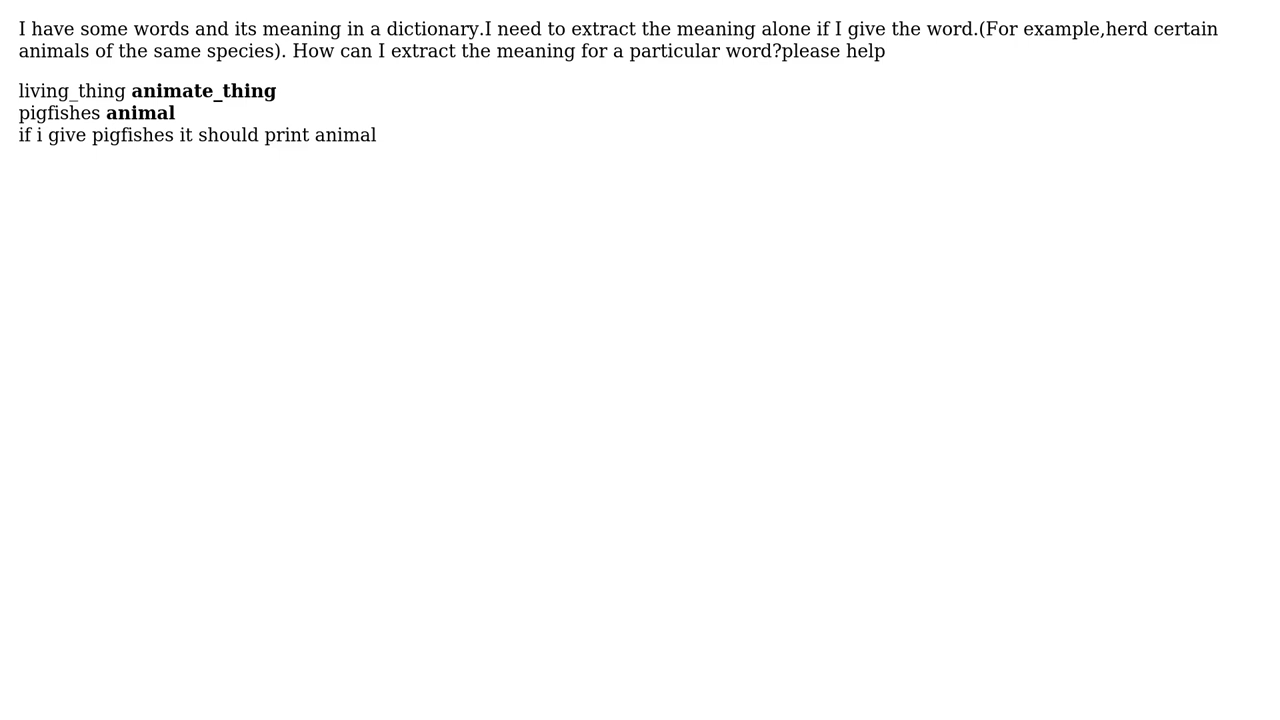 I have some words and its meaning in a dictionary.I need to extract the meaning alone if I give the word.(For example,herd certain
animals of the same species). How can I extract the meaning for a particular word?please help
living_thing animate_thing
pigfishes animal
if i give pigfishes it should print animal